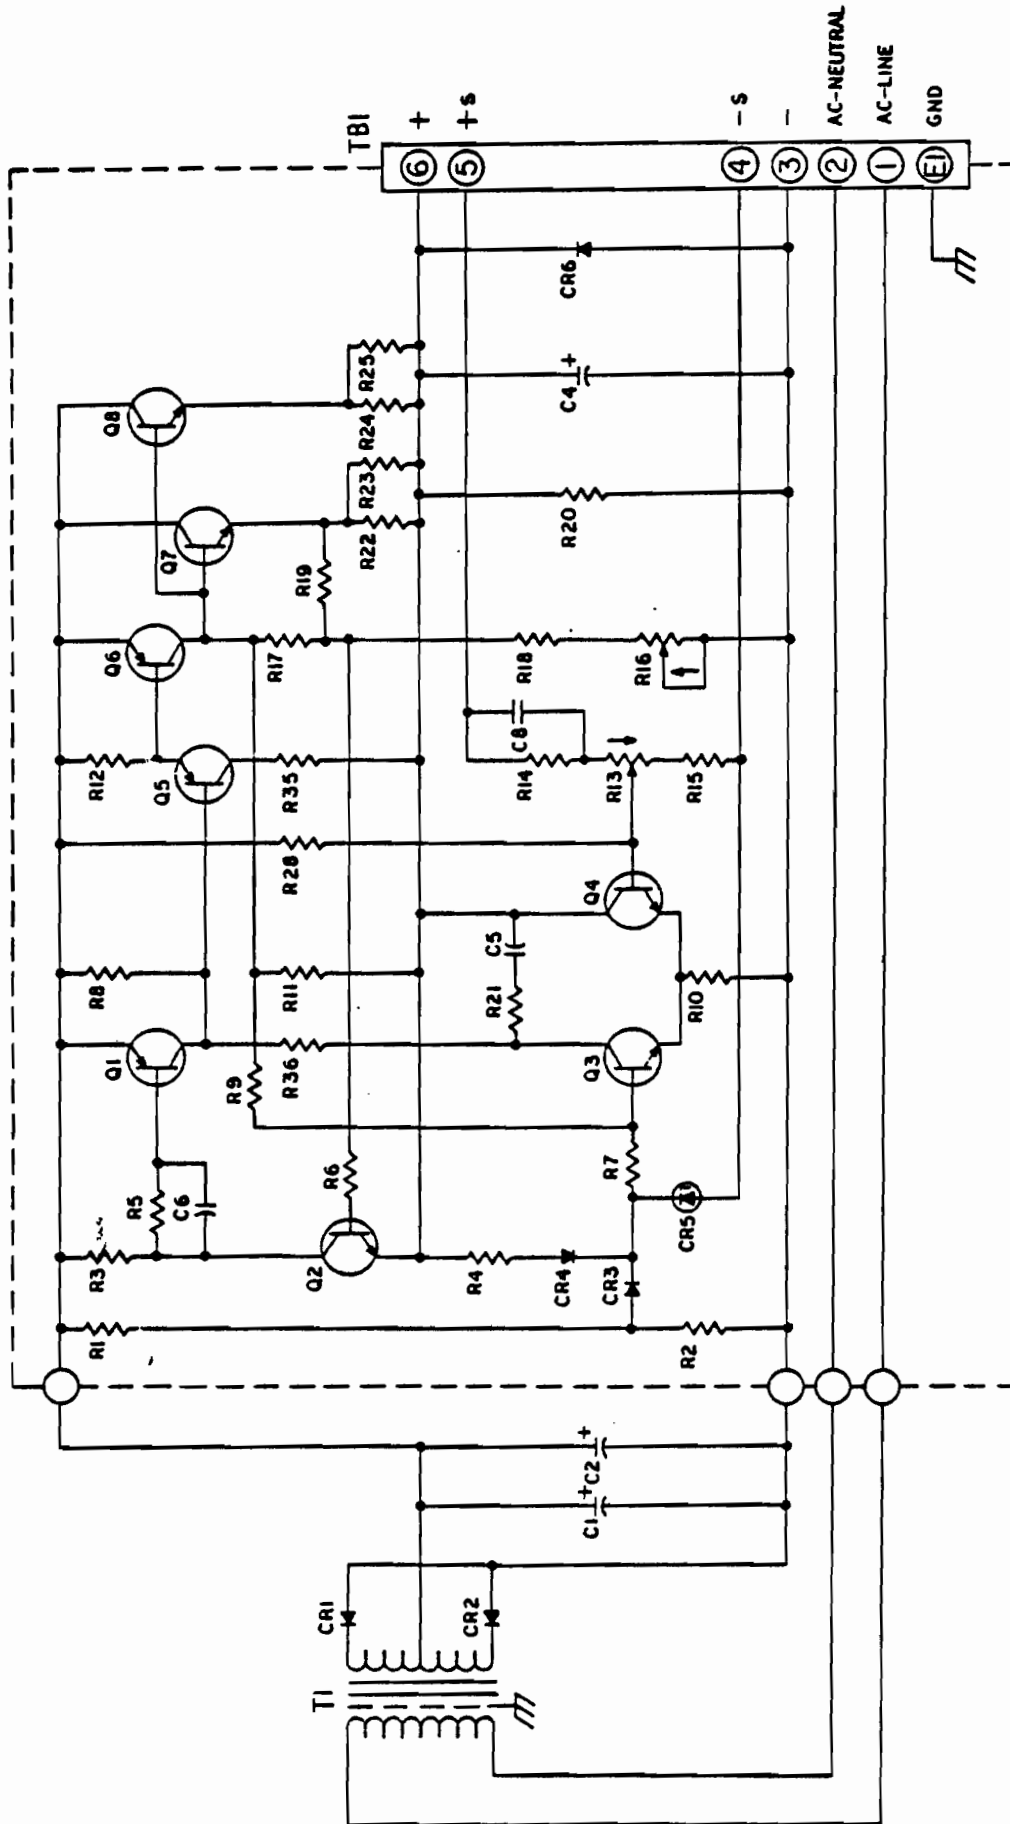 TB1
⑥ +
⑤ +S
④ -S
③ -
② AC-NEUTRAL
① AC-LINE
E1 GND
Q8
Q7
Q6
Q5
Q1
R25
R24
R23
R22
R19
R17
R12
R35
R28
R8
R11
R9
R36
R5
C6
R3
R1
R6
Q2
CR6
C4 +
R20
R18
R16
C8
R14
R13
R15
Q4
C5
R21
R10
Q3
R7
CR5
R4
CR4
CR3
R2
C2 +
C1 +
CR1
CR2
T1